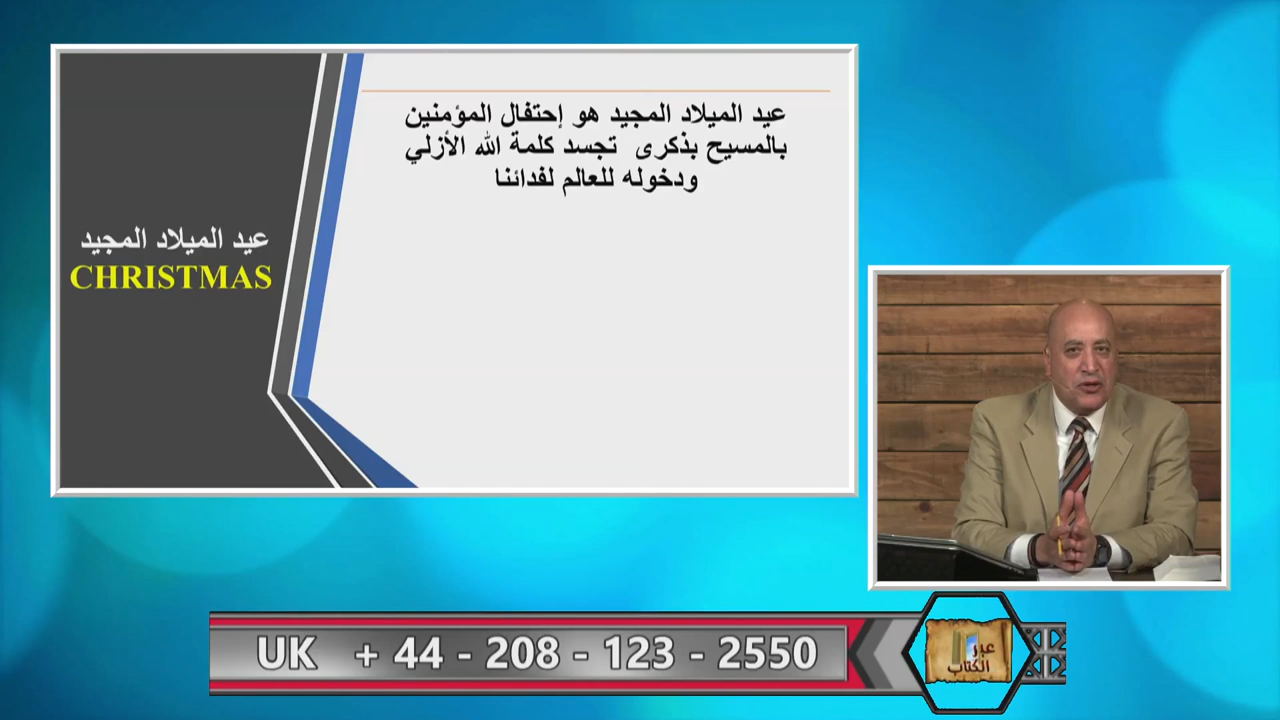 عيد الميلاد المجيد هو إحتفال المؤمنين
بالمسيح بذكرى تجسد كلمة الله الأزلي
ودخوله للعالم لفدائنا
عيد الميلاد المجيد
CHRISTMAS
UK + 44 - 208 - 123 - 2550
عبر
الكتاب